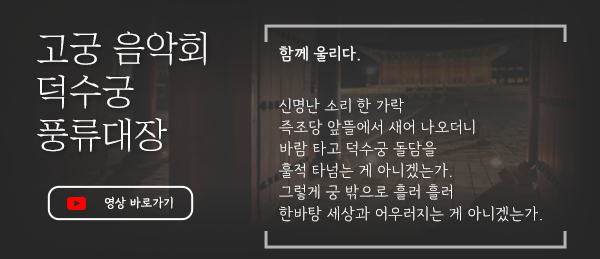 고궁 음악회
덕수궁
풍류대장
영상 바로가기
함께 울리다.
신명난 소리 한 가락
즉조당 앞뜰에서 새어 나오더니
바람 타고 덕수궁 돌담을
훌적 타넘는 게 아니겠는가.
그렇게 궁 밖으로 흘러 흘러
한바탕 세상과 어우러지는 게 아니겠는가.